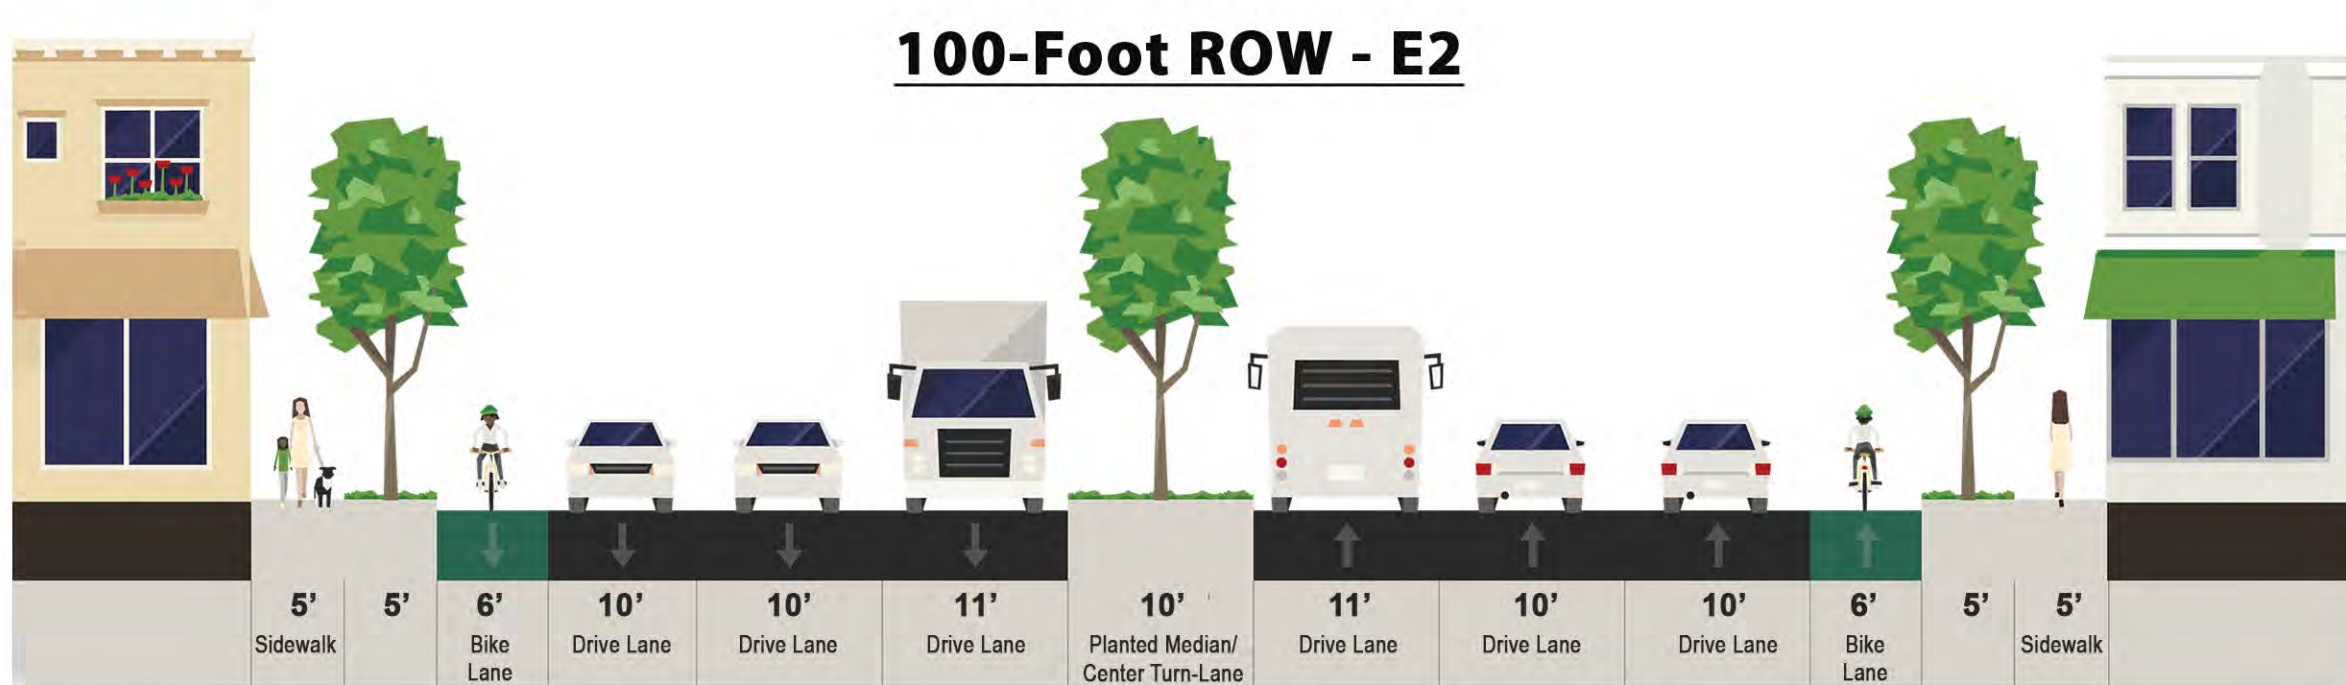 100-Foot ROW - E2
5’ 5’ 6’ 10’ 10’ 11’ 10’ 11’ 10’ 10’ 6’ 5’ 5’
Sidewalk Bike Drive Lane Drive Lane Drive Lane Planted Median/ Drive Lane Drive Lane Drive Lane Bike Sidewalk
Lane Center Turn-Lane Lane